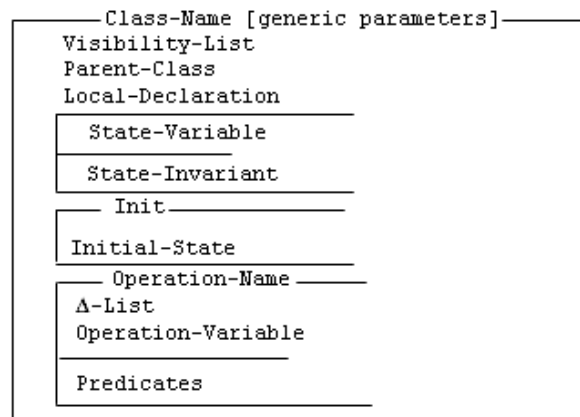 Class-Name [generic parameters]
Visibility-List
Parent-Class
Local-Declaration
State-Variable
State-Invariant
Init
Initial-State
Operation-Name
Δ-List
Operation-Variable
Predicates